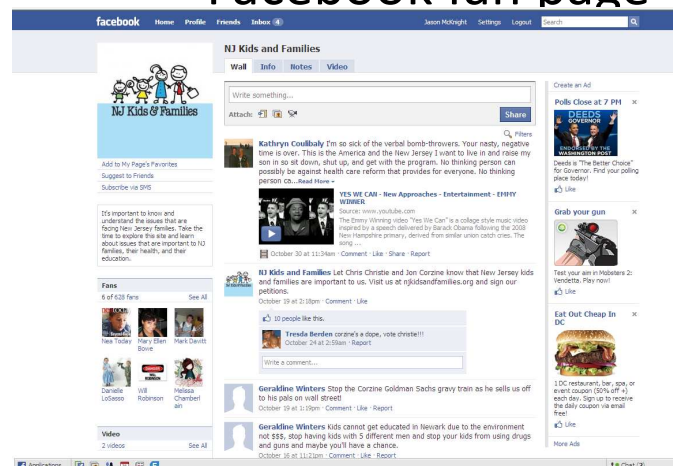 Facebook fan page
facebook Home Profile Friends Inbox 4 Jason McKnight Settings Logout Search
NJ Kids & Families
Add to My Page's Favorites
Suggest to Friends
Subscribe via SMS
It's important to know and
understand the issues that are
facing New Jersey families. Take the
time to explore this site and learn
about issues that are important to NJ
families, their health, and their
education.
Fans
6 of 628 fans See All
Nea Today Mary Ellen Bowe Mark Davitt
Danielle LoSasso Will Robinson Melissa Chamberlain
Video
2 videos See All
NJ Kids and Families
Wall Info Notes Video
Write something...
Attach: Share
Filters
Kathryn Coulibaly I'm so sick of the verbal bomb-throwers. Your nasty, negative
time is over. This is the America and the New Jersey I want to live in and raise my
son in so sit down, shut up, and get with the program. No thinking person can
possibly be against health care reform that provides for everyone. No thinking
person ca...Read More
YES WE CAN - New Approaches - Entertainment - EMMY
WINNER
Source: www.youtube.com
The Emmy Winning video "Yes We Can" is a collage style music video
inspired by a speech delivered by Barack Obama following the 2008
New Hampshire primary, derived from similar union catch cries. The
song ...
October 30 at 11:34am · Comment · Like · Share · Report
NJ Kids and Families Let Chris Christie and Jon Corzine know that New Jersey kids
and families are important to us. Visit us at njkidsandfamilies.org and sign our
petitions.
October 19 at 2:18pm · Comment · Like
10 people like this.
Tresda Berden corzine's a dope, vote christie!!!
October 24 at 2:59am · Report
Write a comment...
Geraldine Winters Stop the Corzine Goldman Sachs gravy train as he sells us off
to his pals on wall street!
October 19 at 1:19pm · Comment · Like · Report
Geraldine Winters Kids cannot get educated in Newark due to the environment
not $$$, stop having kids with 5 different men and stop your kids from using drugs
and guns and maybe you'll have a chance.
October 16 at 11:21pm · Comment · Like · Report
Create an Ad
Polls Close at 7 PM
DEEDS
GOVERNOR
ENDORSED BY THE
WASHINGTON POST
Deeds is "The Better Choice"
for Governor. Find your polling
place today!
Like
Grab your gun
Test your aim in Mobsters 2:
Vendetta. Play now!
Like
Eat Out Cheap In
DC
1 DC restaurant, bar, spa, or
event coupon (50% off +)
each day. Sign up to receive
the daily coupon via email
free!
Like
More Ads
Applications Chat (3)